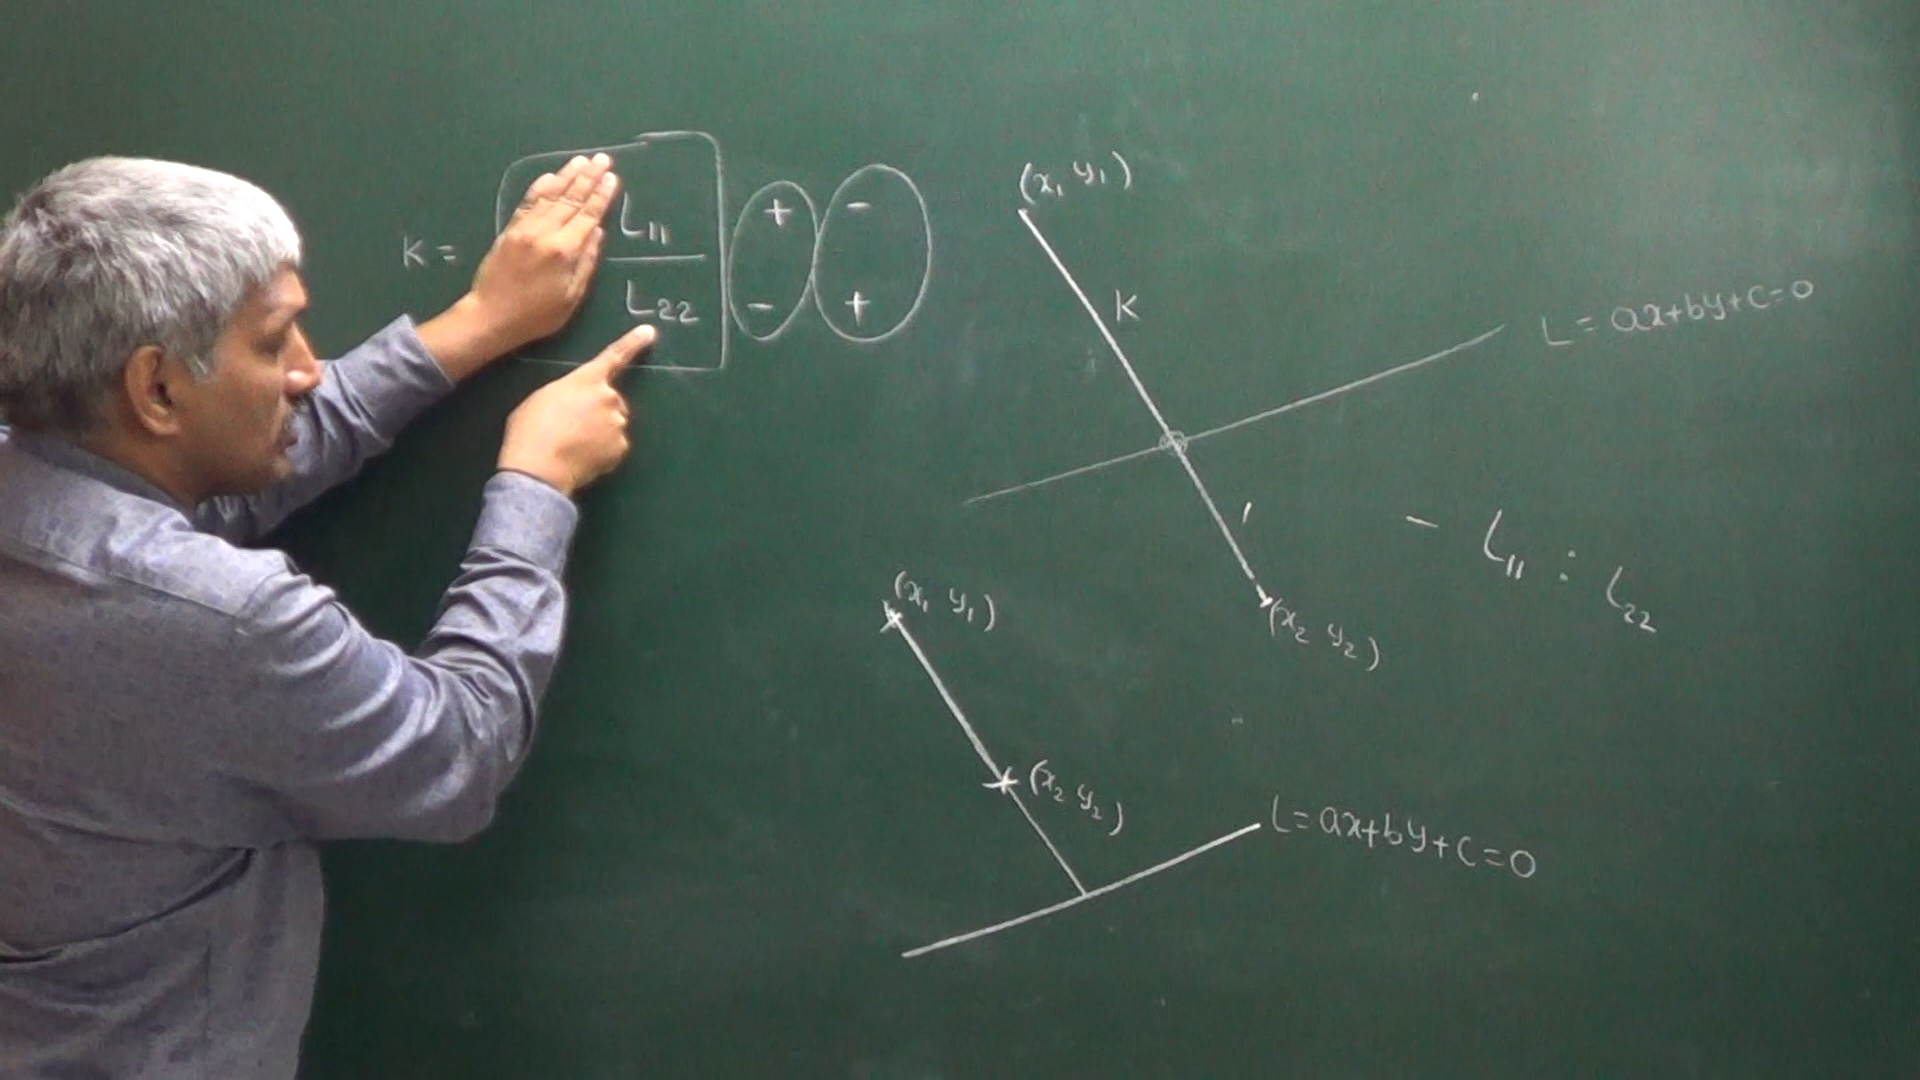 K = L11 / L22
+ -
- +
(x1 y1)
K
L = ax+by+c=0
1
(x2 y2)
- L11 : L22
(x1 y1)
(x2 y2)
L=ax+by+c=0